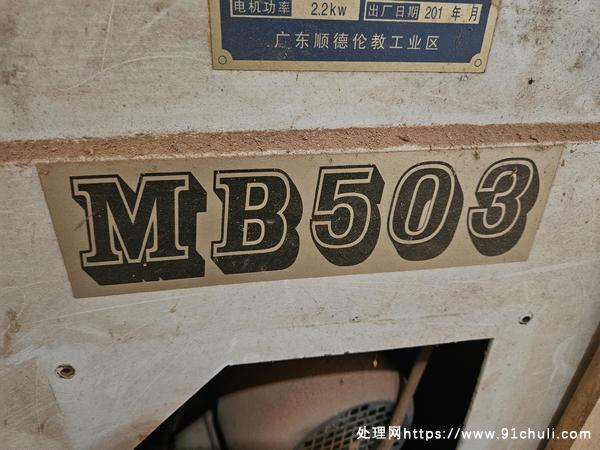 电机功率 2.2kw 出厂日期 201 年 月
广东顺德伦教工业区
MB503
处理网https://www.91chuli.com/